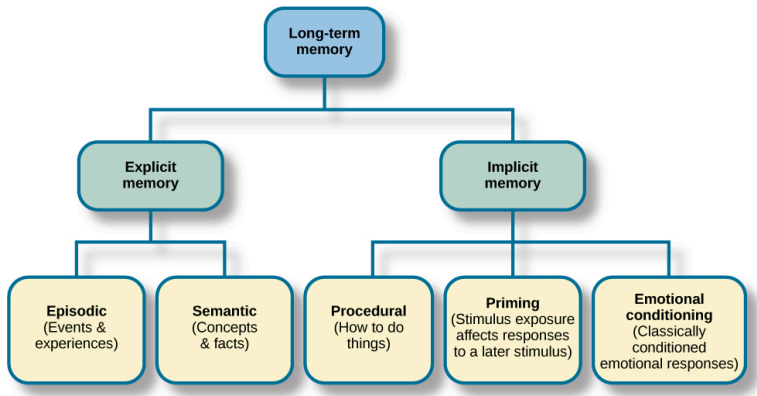 Long-term
memory
Explicit
memory
Implicit
memory
Episodic
(Events &
experiences)
Semantic
(Concepts
& facts)
Procedural
(How to do
things)
Priming
(Stimulus exposure
affects responses
to a later stimulus)
Emotional
conditioning
(Classically
conditioned
emotional responses)